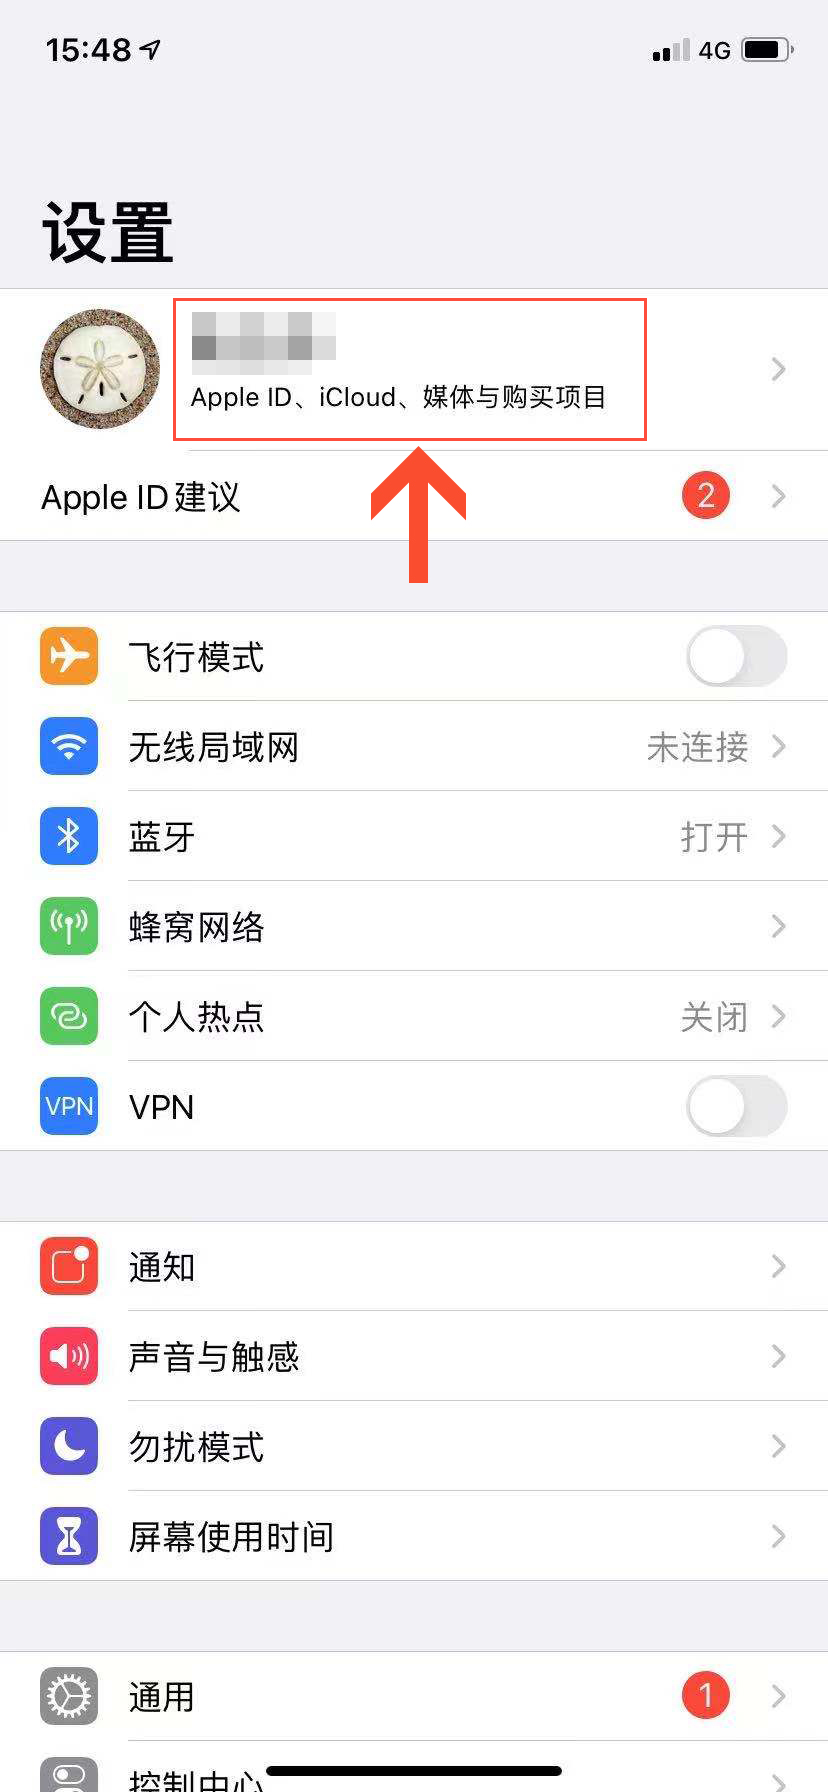 15:48
4G
设置
Apple ID、iCloud、媒体与购买项目
Apple ID建议
2
飞行模式
无线局域网
未连接
蓝牙
打开
蜂窝网络
个人热点
关闭
VPN
VPN
通知
声音与触感
勿扰模式
屏幕使用时间
通用
1
控制中心